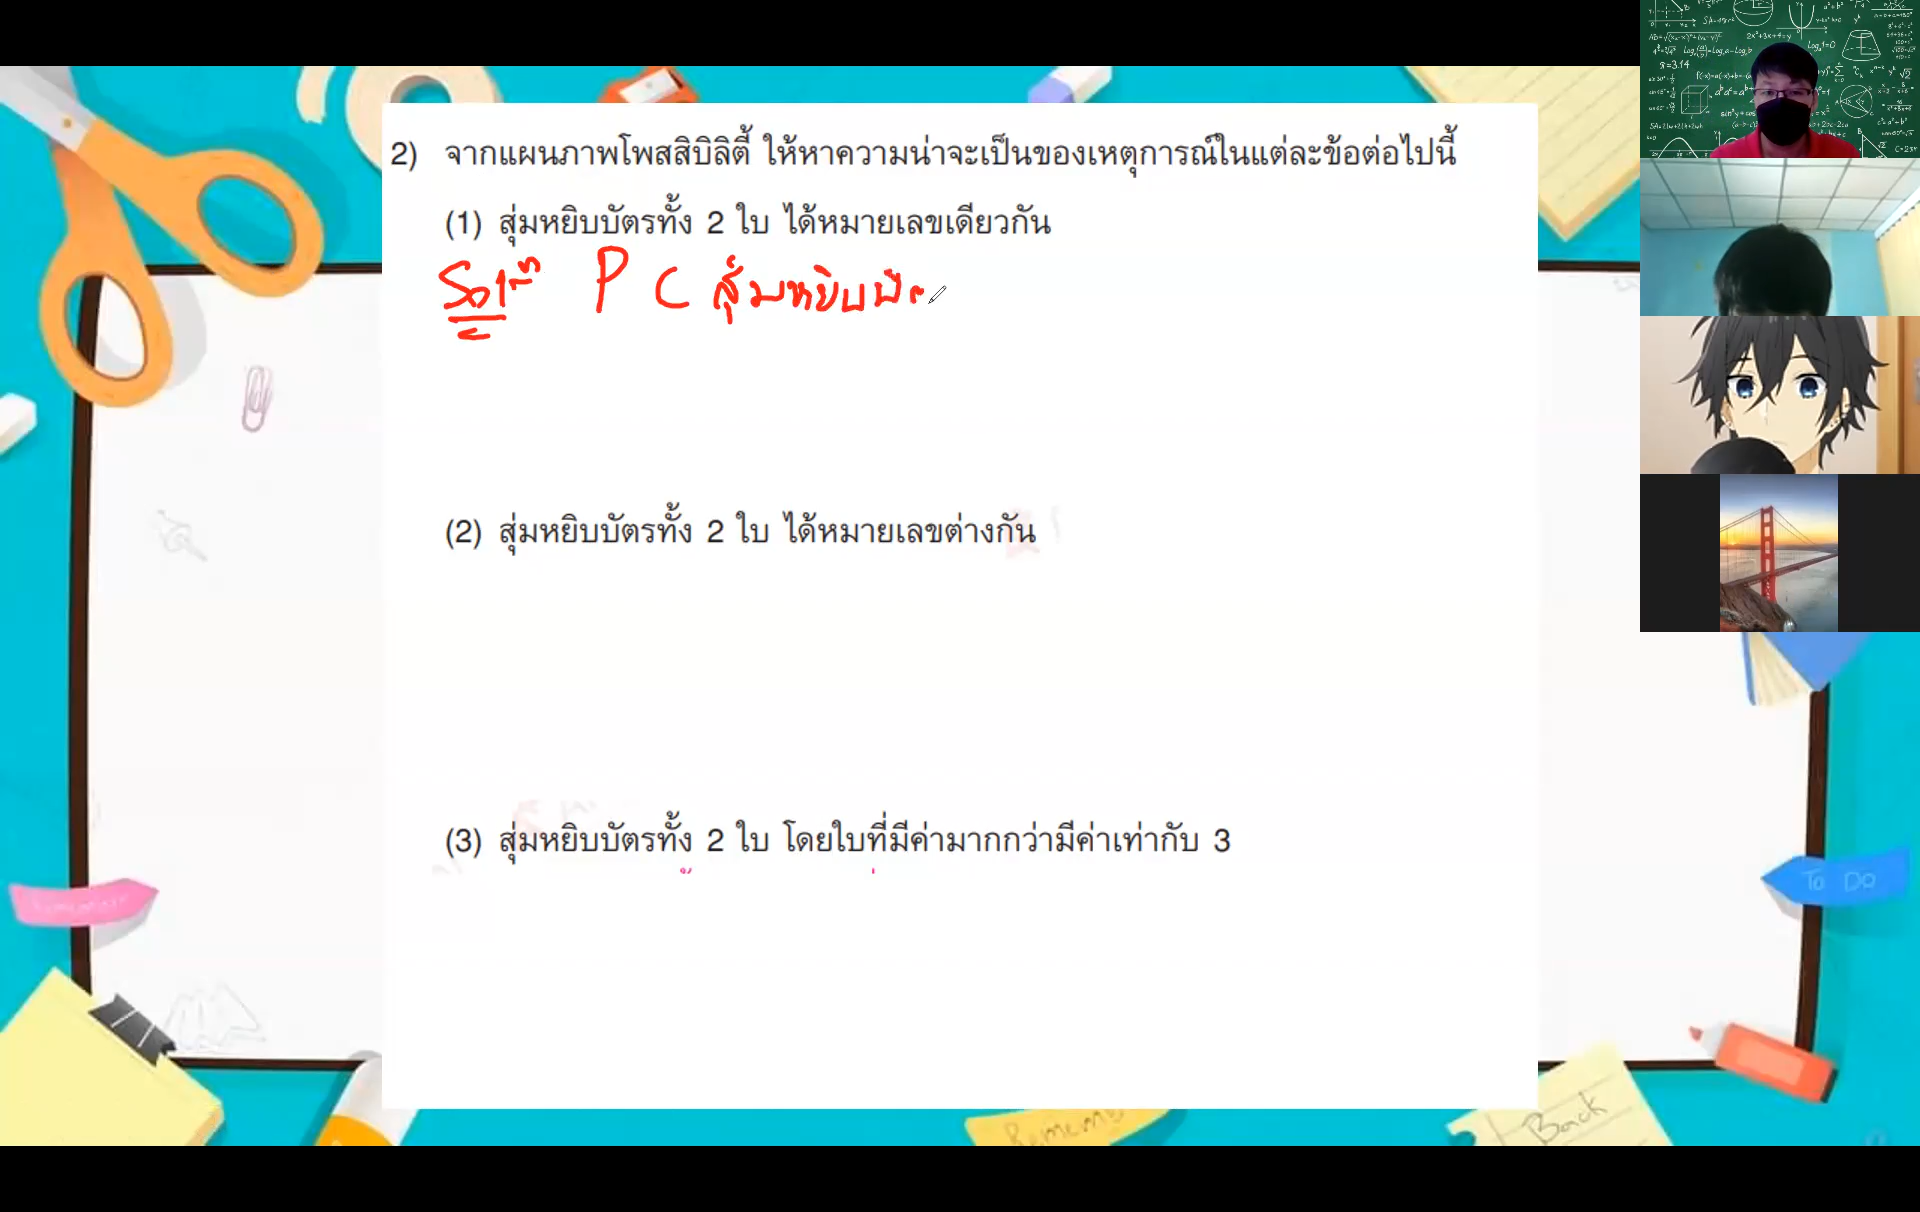 2) จากแผนภาพโพสสิบิลิตี้ ให้หาความน่าจะเป็นของเหตุการณ์ในแต่ละข้อต่อไปนี้
(1) สุ่มหยิบบัตรทั้ง 2 ใบ ได้หมายเลขเดียวกัน
P ( สุ่มหยิบ
(2) สุ่มหยิบบัตรทั้ง 2 ใบ ได้หมายเลขต่างกัน
(3) สุ่มหยิบบัตรทั้ง 2 ใบ โดยใบที่มีค่ามากกว่ามีค่าเท่ากับ 3
To Do
Back